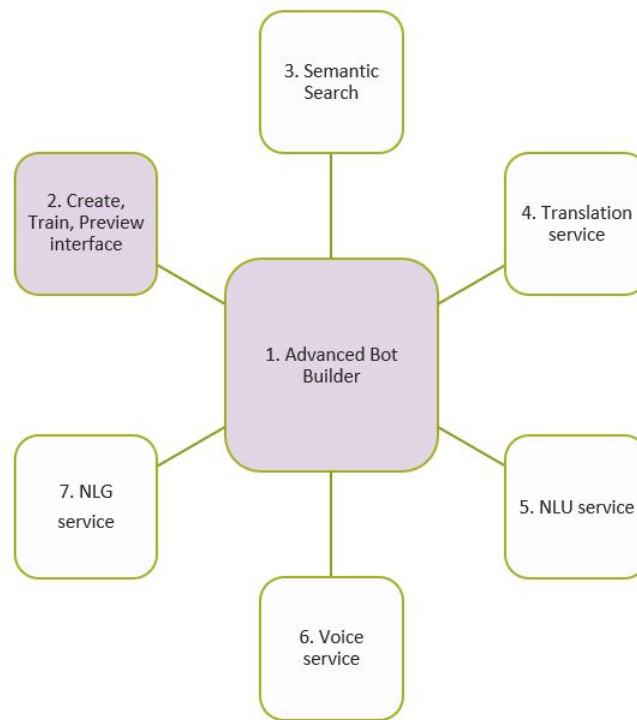 3. Semantic
Search
2. Create,
Train, Preview
interface
4. Translation
service
1. Advanced Bot
Builder
7. NLG
service
5. NLU service
6. Voice
service